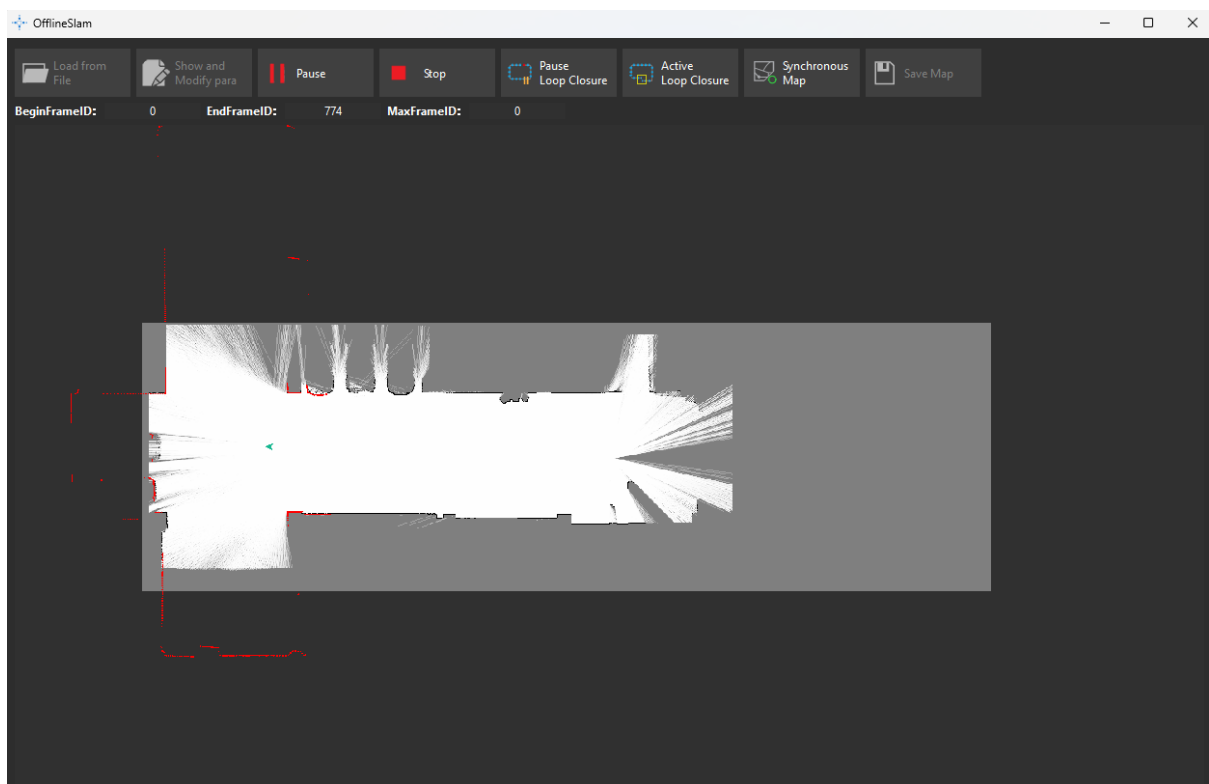 OfflineSlam
Load from
File
Show and
Modify para
Pause
Stop
Pause
Loop Closure
Active
Loop Closure
Synchronous
Map
Save Map
BeginFrameID: 0 EndFrameID: 774 MaxFrameID: 0